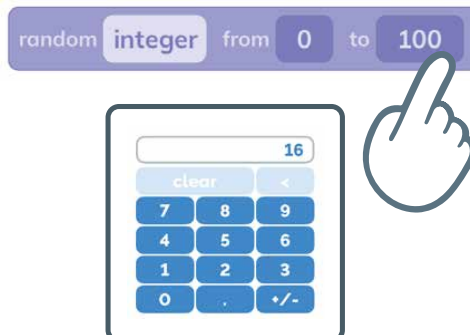 random integer from 0 to 100
16
clear <
7 8 9
4 5 6
1 2 3
0 . +/-